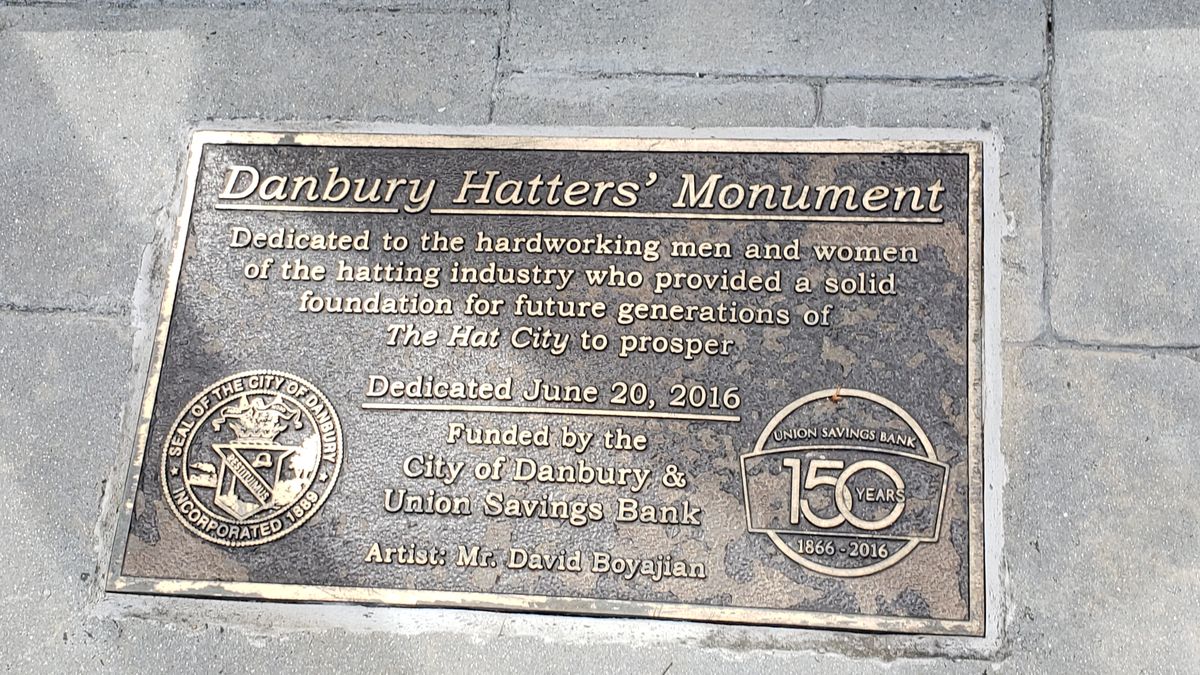 Danbury Hatters' Monument
Dedicated to the hardworking men and women
of the hatting industry who provided a solid
foundation for future generations of
The Hat City to prosper
Dedicated June 20, 2016
Funded by the
City of Danbury &
Union Savings Bank
Artist: Mr. David Boyajian
SEAL OF THE CITY OF DANBURY
RESTITUIMUS
INCORPORATED 1889
UNION SAVINGS BANK
150 YEARS
1866 - 2016